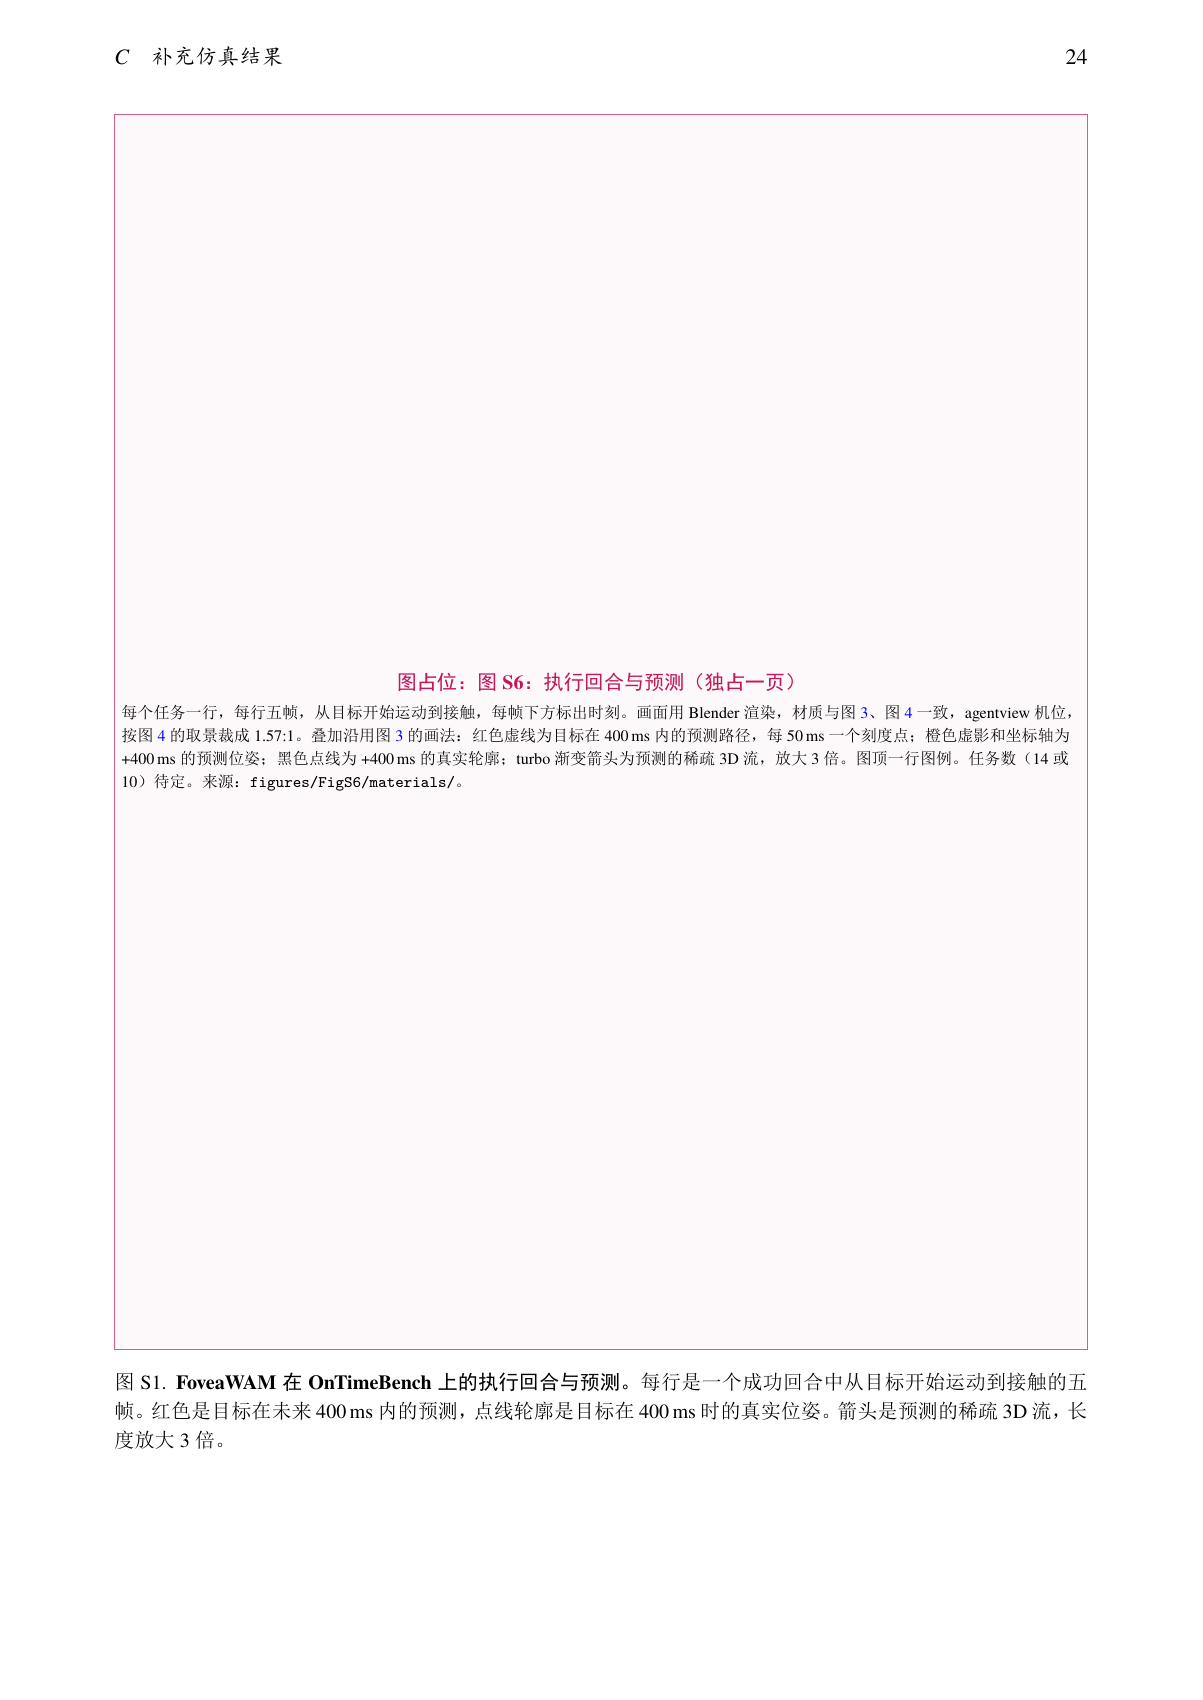 C 补充仿真结果 24
图占位：图 S6：执行回合与预测（独占一页）
每个任务一行，每行五帧，从目标开始运动到接触，每帧下方标出时刻。画面用 Blender 渲染，材质与图 3、图 4 一致，agentview 机位，
按图 4 的取景裁成 1.57:1。叠加沿用图 3 的画法：红色虚线为目标在 400 ms 内的预测路径，每 50 ms 一个刻度点；橙色虚影和坐标轴为
+400 ms 的预测位姿；黑色点线为 +400 ms 的真实轮廓；turbo 渐变箭头为预测的稀疏 3D 流，放大 3 倍。图顶一行图例。任务数（14 或
10）待定。来源：figures/FigS6/materials/。
图 S1. FoveaWAM 在 OnTimeBench 上的执行回合与预测。每行是一个成功回合中从目标开始运动到接触的五
帧。红色是目标在未来 400 ms 内的预测，点线轮廓是目标在 400 ms 时的真实位姿。箭头是预测的稀疏 3D 流，长
度放大 3 倍。